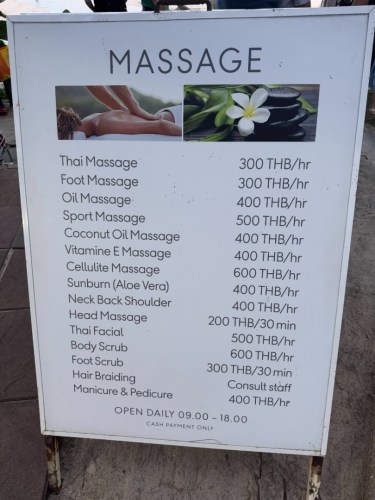 MASSAGE
Thai Massage 300 THB/hr
Foot Massage 300 THB/hr
Oil Massage 400 THB/hr
Sport Massage 500 THB/hr
Coconut Oil Massage 400 THB/hr
Vitamine E Massage 400 THB/hr
Cellulite Massage 600 THB/hr
Sunburn (Aloe Vera) 400 THB/hr
Neck Back Shoulder 400 THB/hr
Head Massage 200 THB/30 min
Thai Facial 500 THB/hr
Body Scrub 600 THB/hr
Foot Scrub 300 THB/30 min
Hair Braiding Consult staff
Manicure & Pedicure 400 THB/hr
OPEN DAILY 09.00 - 18.00
CASH PAYMENT ONLY